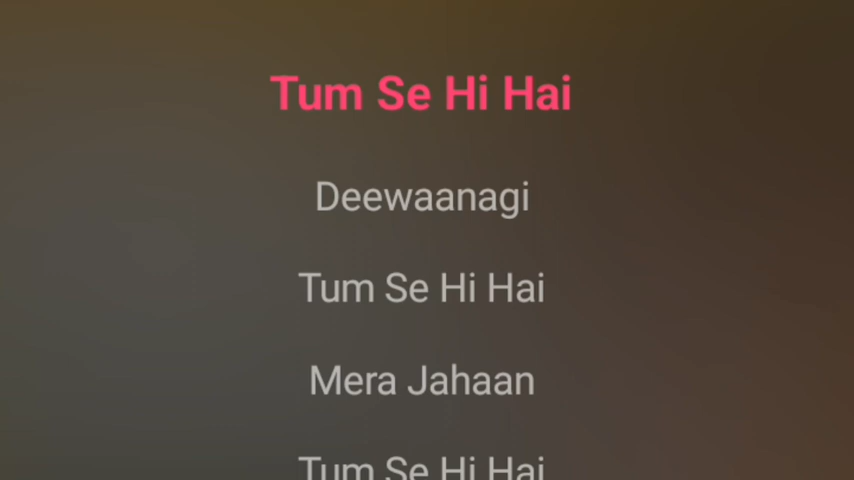 Tum Se Hi Hai
Deewaanagi
Tum Se Hi Hai
Mera Jahaan
Tum Se Hi Hai